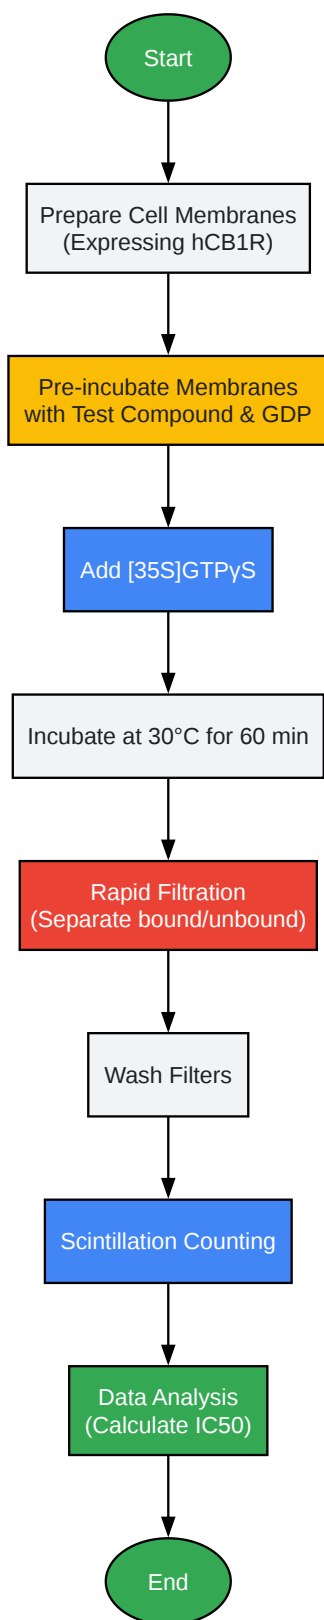 Start
Prepare Cell Membranes
(Expressing hCB1R)
Pre-incubate Membranes
with Test Compound & GDP
Add [35S]GTPγS
Incubate at 30°C for 60 min
Rapid Filtration
(Separate bound/unbound)
Wash Filters
Scintillation Counting
Data Analysis
(Calculate IC50)
End